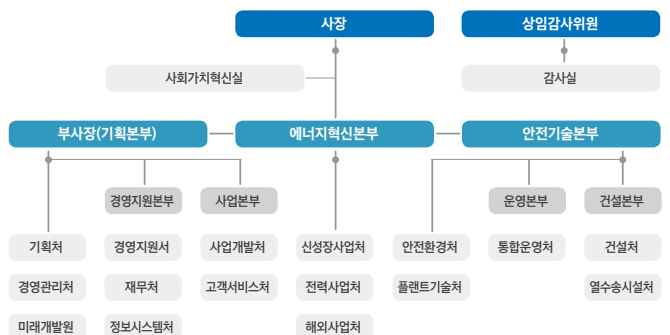 사장
상임감사위원
사회가치혁신실
감사실
부사장(기획본부)
에너지혁신본부
안전기술본부
경영지원본부
사업본부
운영본부
건설본부
기획처
경영지원서
사업개발처
신성장사업처
안전환경처
통합운영처
건설처
경영관리처
재무처
고객서비스처
전력사업처
플랜트기술처
열수송시설처
미래개발원
정보시스템처
해외사업처